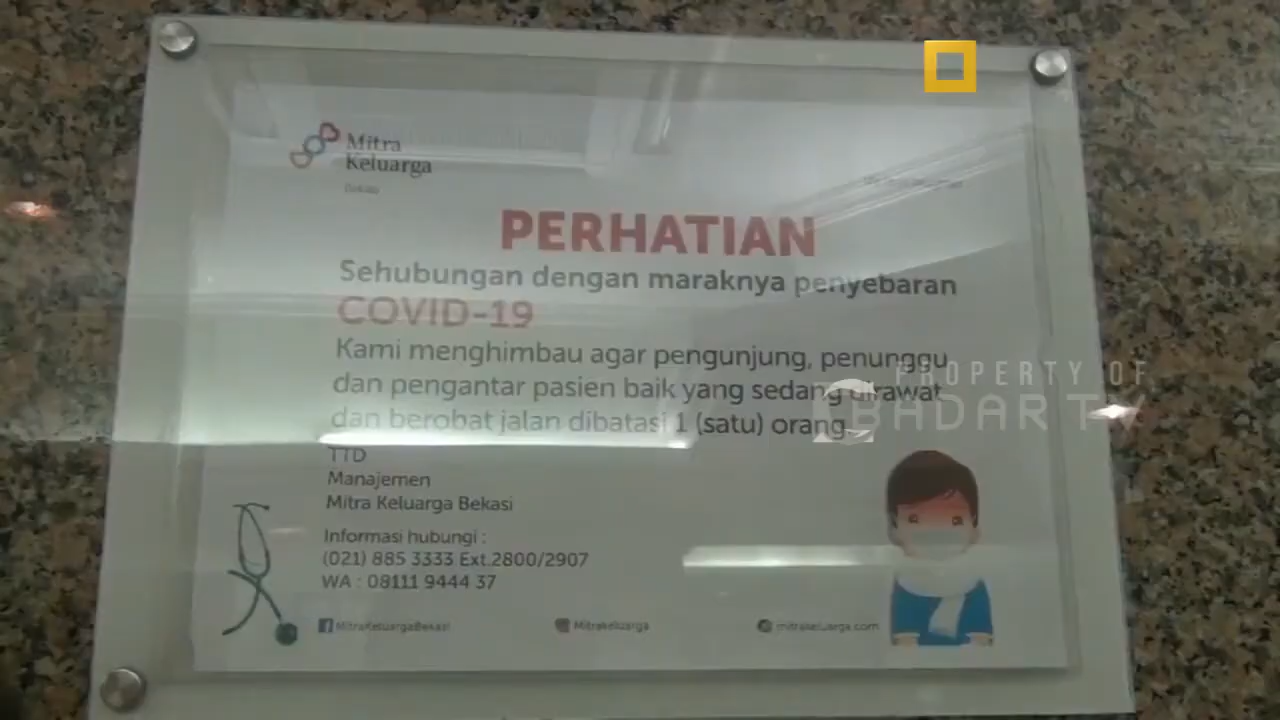 Mitra
Keluarga
Bekasi
PERHATIAN
Sehubungan dengan maraknya penyebaran
COVID-19
Kami menghimbau agar pengunjung, penunggu
dan pengantar pasien baik yang sedang dirawat
dan berobat jalan dibatasi 1 (satu) orang.
PROPERTY OF
BADAR TV
TTD
Manajemen
Mitra Keluarga Bekasi
Informasi hubungi :
(021) 885 3333 Ext.2800/2907
WA : 08111 9444 37
MitraKeluargaBekasi
Mitrakeluarga
mitrakeluarga.com